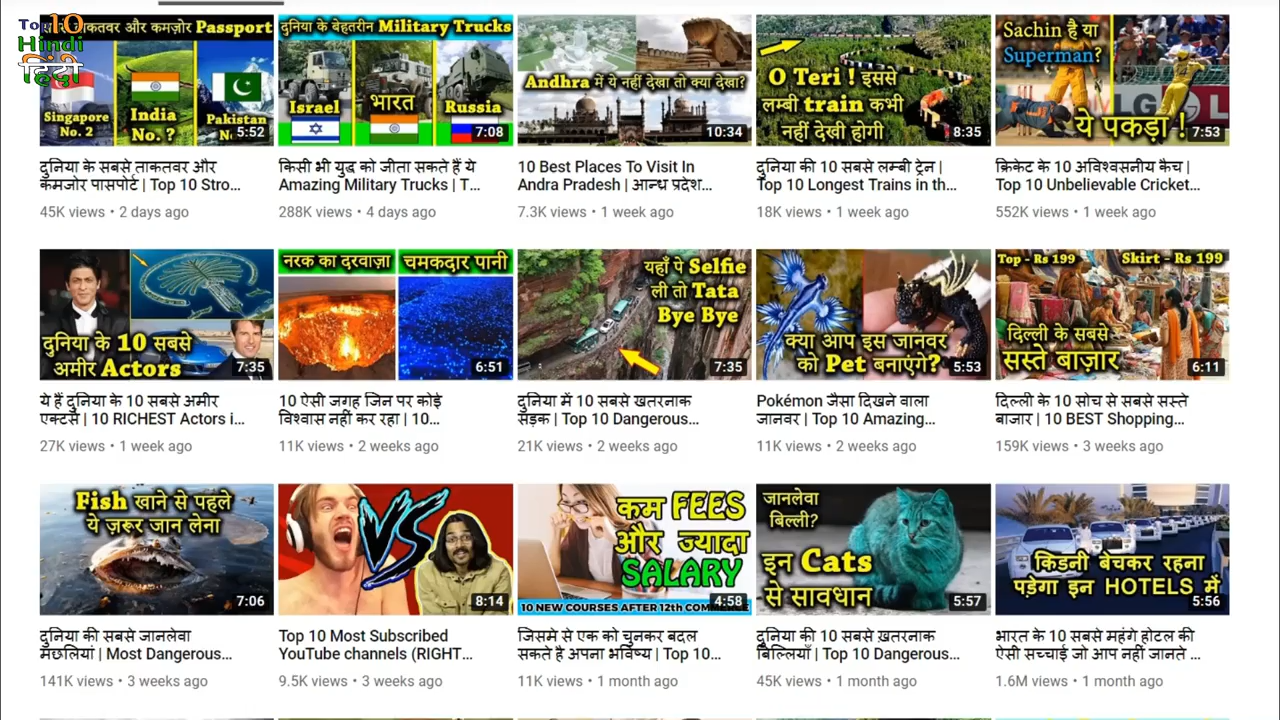 Top 10
Hindi
हिंदी
ताकतवर और कमज़ोर Passport
Singapore
No. 2
India
No. ?
Pakistan
5:52
दुनिया के बेहतरीन Military Trucks
Israel
भारत
Russia
7:08
Andhra में ये नहीं देखा तो क्या देखा?
10:34
O Teri ! इससे
लम्बी train कभी
नहीं देखी होगी
8:35
Sachin है या
Superman?
LG
ये पकड़ा !
7:53
दुनिया के सबसे ताकतवर और
कमजोर पासपोर्ट | Top 10 Stro...
45K views • 2 days ago
किसी भी युद्ध को जीता सकते हैं ये
Amazing Military Trucks | T...
288K views • 4 days ago
10 Best Places To Visit In
Andra Pradesh | आन्ध्र प्रदेश...
7.3K views • 1 week ago
दुनिया की 10 सबसे लम्बी ट्रेन |
Top 10 Longest Trains in th...
18K views • 1 week ago
क्रिकेट के 10 अविश्वसनीय कैच |
Top 10 Unbelievable Cricket...
552K views • 1 week ago
दुनिया के 10 सबसे
अमीर Actors
7:35
नरक का दरवाज़ा
चमकदार पानी
6:51
यहाँ पे Selfie
ली तो Tata
Bye Bye
7:35
क्या आप इस जानवर
को Pet बनाएंगे?
5:53
Top - Rs 199
Skirt - Rs 199
दिल्ली के सबसे
सस्ते बाज़ार
6:11
ये हैं दुनिया के 10 सबसे अमीर
एक्टर्स | 10 RICHEST Actors i...
27K views • 1 week ago
10 ऐसी जगह जिन पर कोई
विश्वास नहीं कर रहा | 10...
11K views • 2 weeks ago
दुनिया में 10 सबसे खतरनाक
सड़क | Top 10 Dangerous...
21K views • 2 weeks ago
Pokémon जैसा दिखने वाला
जानवर | Top 10 Amazing...
11K views • 2 weeks ago
दिल्ली के 10 सोच से सबसे सस्ते
बाजार | 10 BEST Shopping...
159K views • 3 weeks ago
Fish खाने से पहले
ये ज़रूर जान लेना
7:06
VS
8:14
कम FEES
और ज्यादा
SALARY
10 NEW COURSES AFTER 12th
4:58
जानलेवा
बिल्ली?
इन Cats
से सावधान
5:57
किडनी बेचकर रहना
पड़ेगा इन HOTELS में
5:56
दुनिया की सबसे जानलेवा
मछलियां | Most Dangerous...
141K views • 3 weeks ago
Top 10 Most Subscribed
YouTube channels (RIGHT...
9.5K views • 3 weeks ago
जिसमे से एक को चुनकर बदल
सकते है अपना भविष्य | Top 10...
11K views • 1 month ago
दुनिया की 10 सबसे ख़तरनाक
बिल्लियाँ | Top 10 Dangerous...
45K views • 1 month ago
भारत के 10 सबसे महंगे होटल की
ऐसी सच्चाई जो आप नहीं जानते ...
1.6M views • 1 month ago